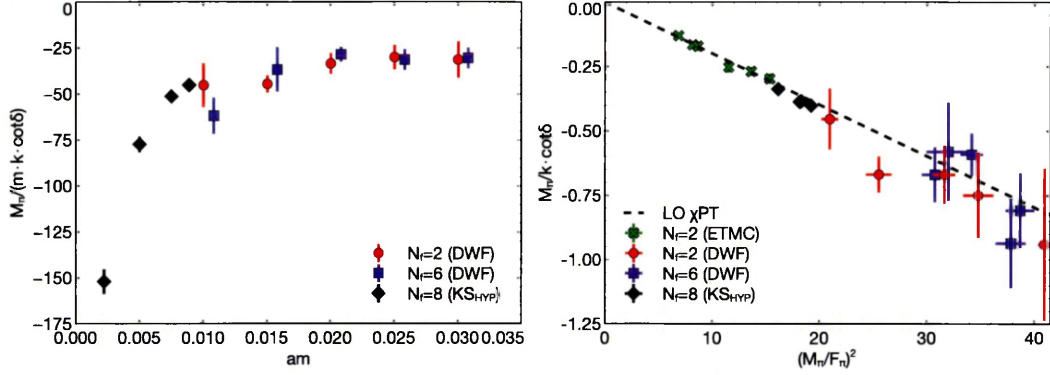 −25
−50
−75
−100
−125
−150
−175
0.000 0.005 0.010 0.015 0.020 0.025 0.030 0.035
am
Mπ/(m·k·cotδ)
Nf=2 (DWF)
Nf=6 (DWF)
Nf=8 (KSHYP)
0.00
−0.25
−0.50
−0.75
−1.00
−1.25
0 10 20 30 40
(Mπ/Fπ)²
Mπ/k·cotδ
LO χPT
Nf=2 (ETMC)
Nf=2 (DWF)
Nf=6 (DWF)
Nf=8 (KSHYP)